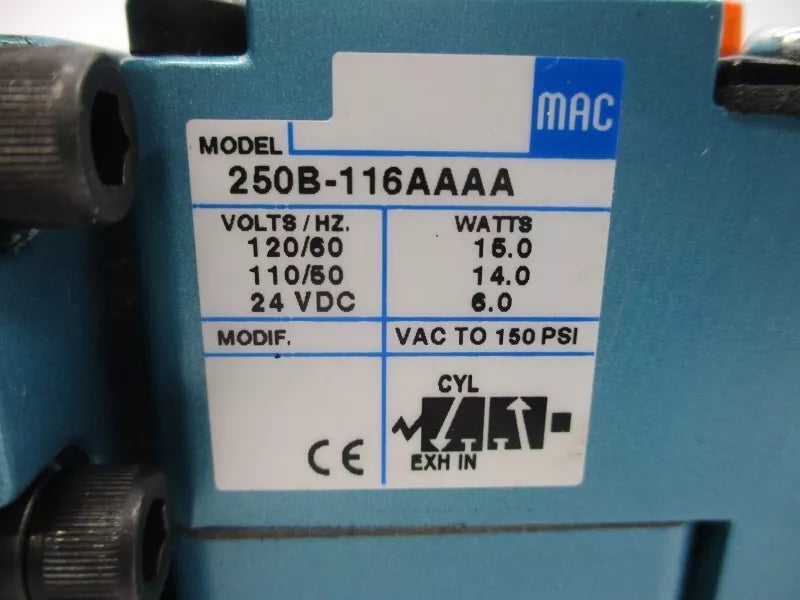 MAC
MODEL
250B-116AAAA
VOLTS/HZ. WATTS
120/60 15.0
110/50 14.0
24 VDC 6.0
MODIF. VAC TO 150 PSI
CYL
EXH IN
CE